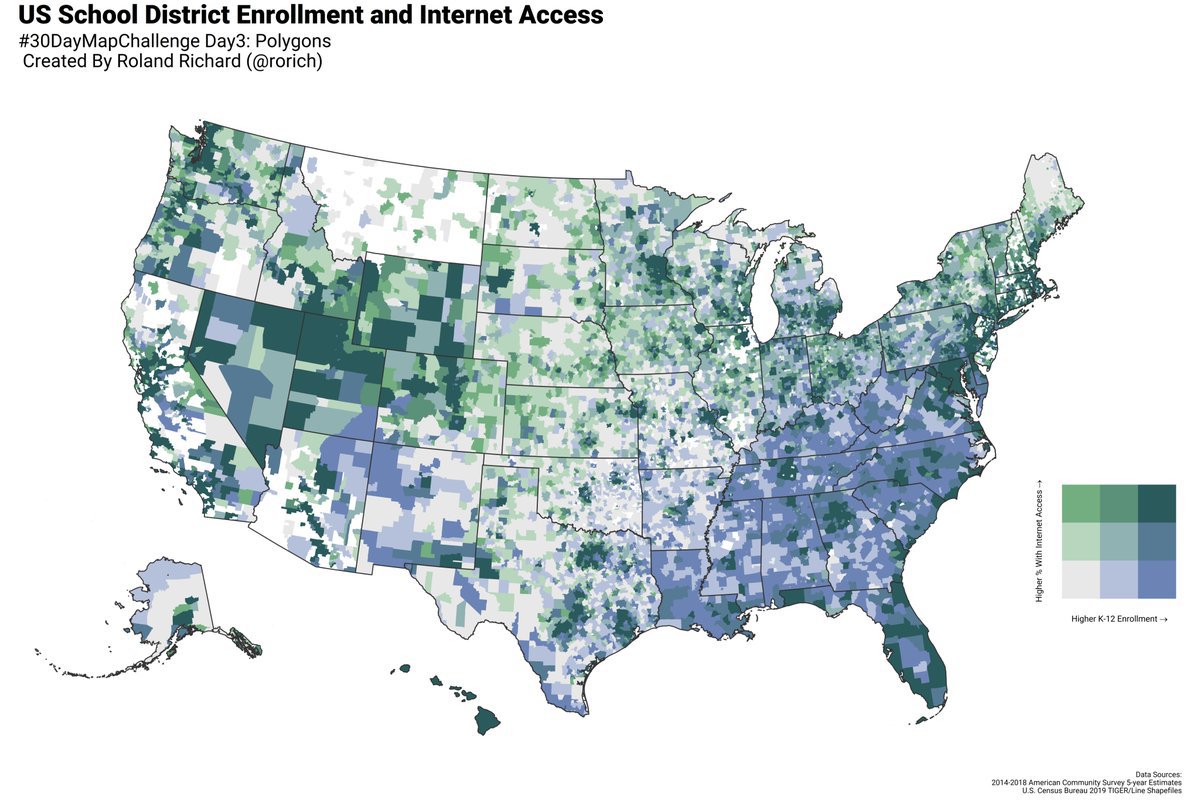 US School District Enrollment and Internet Access
#30DayMapChallenge Day3: Polygons
Created By Roland Richard (@rorich)
Higher % With Internet Access →
Higher K-12 Enrollment →
Data Sources:
2014-2018 American Community Survey 5-year Estimates
U.S. Census Bureau 2019 TIGER/Line Shapefiles